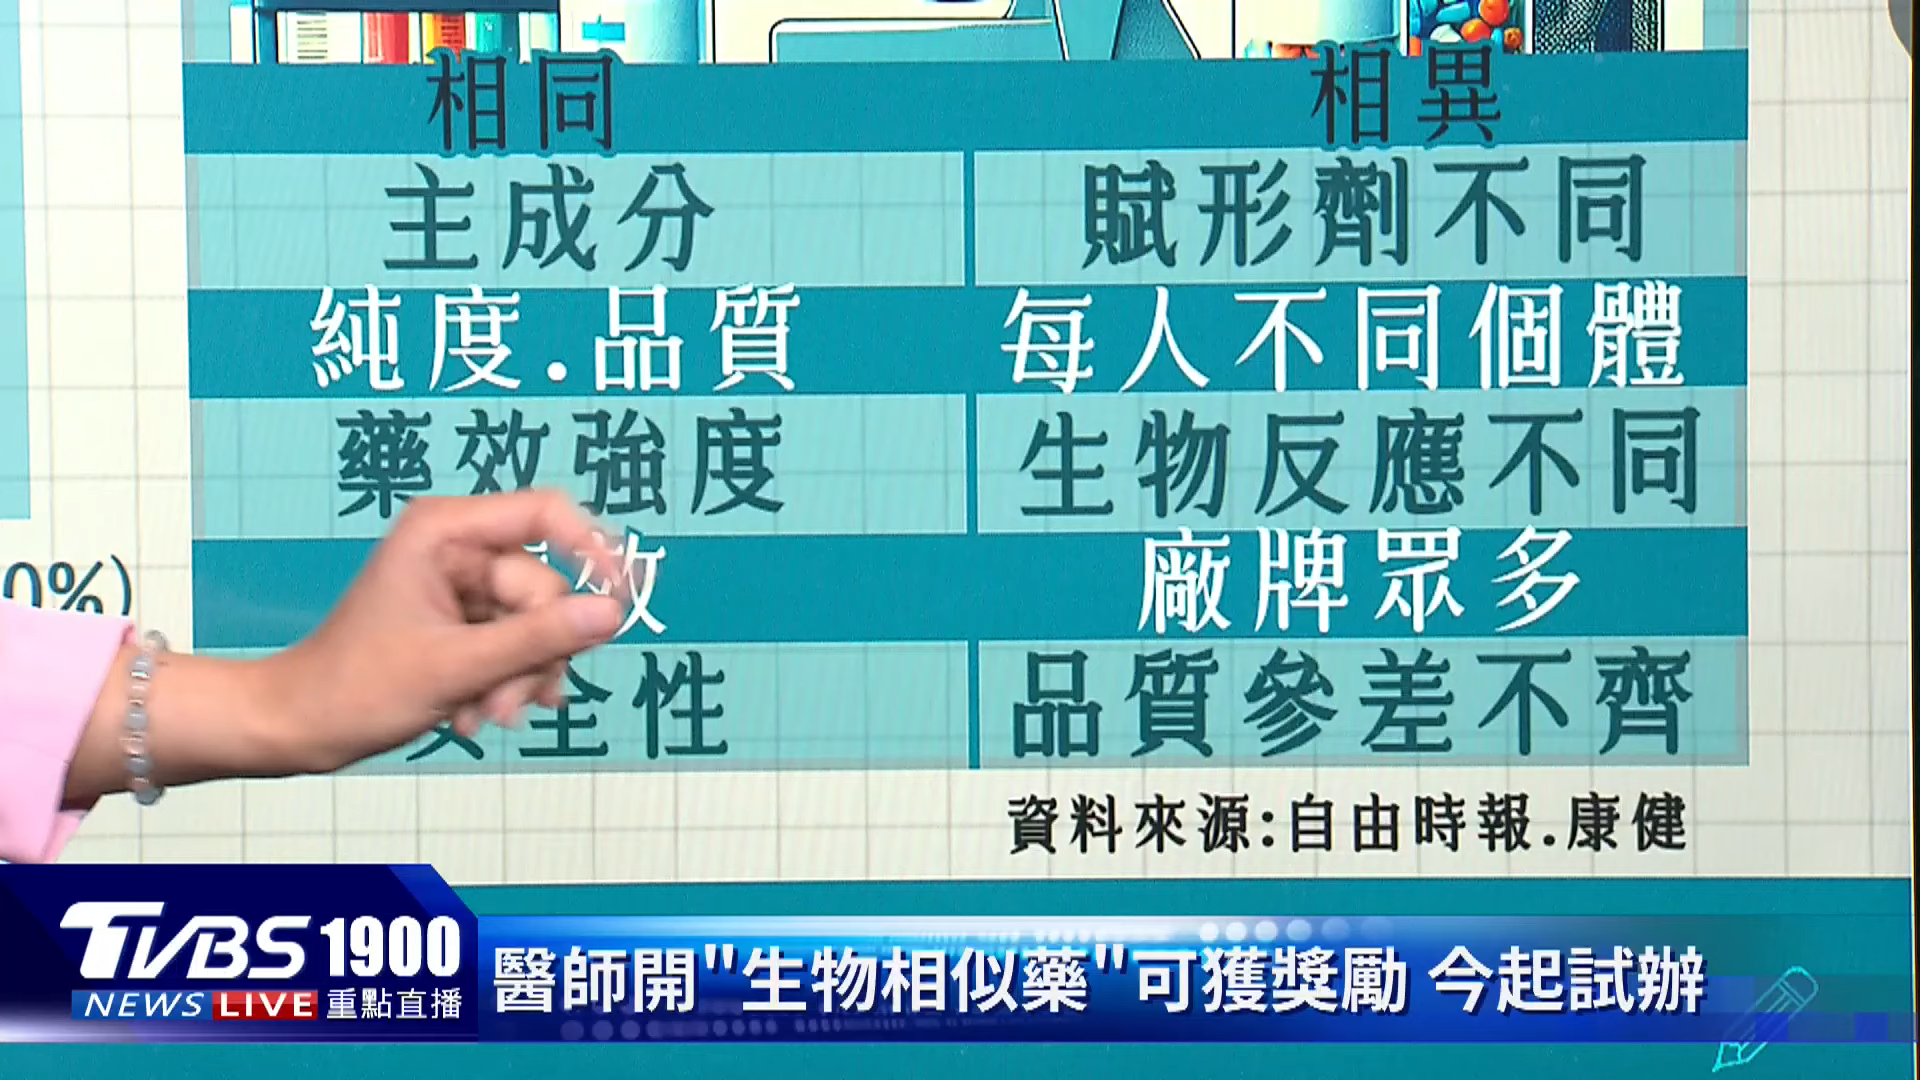 相同 相異
主成分 賦形劑不同
純度.品質 每人不同個體
藥效強度 生物反應不同
效 廠牌眾多
全性 品質參差不齊
0%)
資料來源:自由時報.康健
TVBS 1900
NEWS LIVE 重點直播
醫師開"生物相似藥"可獲獎勵 今起試辦